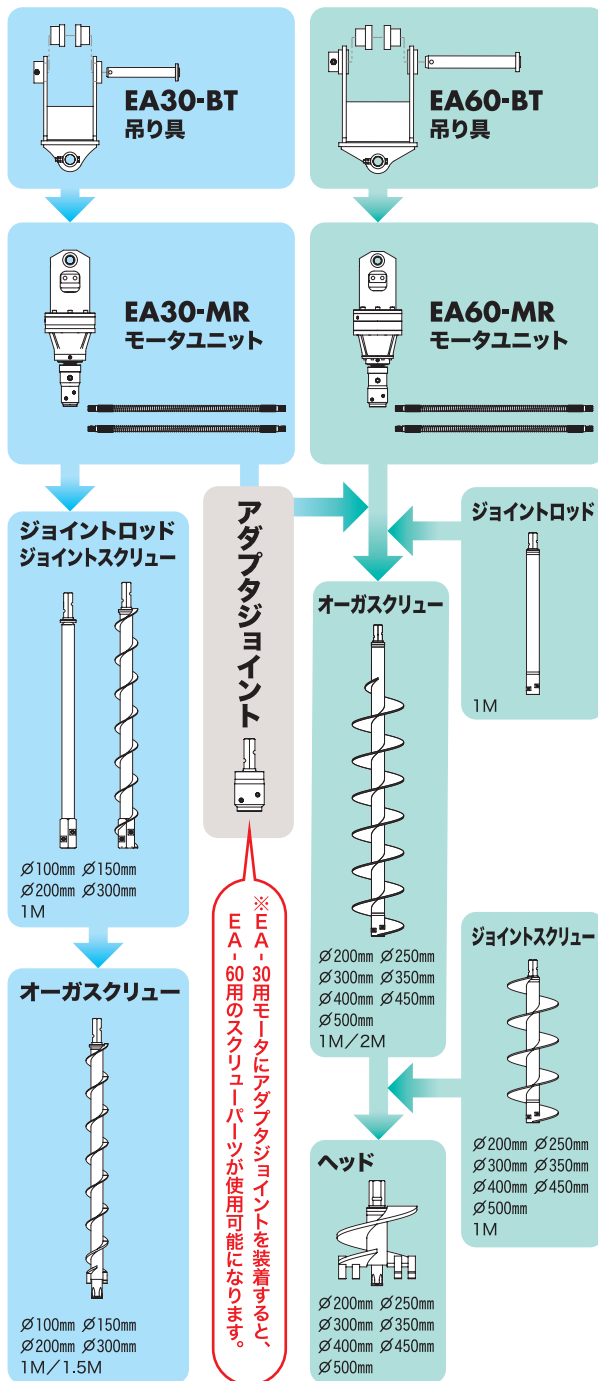 EA30-BT
吊り具
EA60-BT
吊り具
EA30-MR
モータユニット
EA60-MR
モータユニット
ジョイントロッド
ジョイントスクリュー
Ø100mm Ø150mm
Ø200mm Ø300mm
1M
オーガスクリュー
Ø100mm Ø150mm
Ø200mm Ø300mm
1M/1.5M
アダプタジョイント
※EA-30用モータにアダプタジョイントを装着すると、
EA-60用のスクリューパーツが使用可能になります。
ジョイントロッド
1M
オーガスクリュー
Ø200mm Ø250mm
Ø300mm Ø350mm
Ø400mm Ø450mm
Ø500mm
1M/2M
ジョイントスクリュー
Ø200mm Ø250mm
Ø300mm Ø350mm
Ø400mm Ø450mm
Ø500mm
1M
ヘッド
Ø200mm Ø250mm
Ø300mm Ø350mm
Ø400mm Ø450mm
Ø500mm